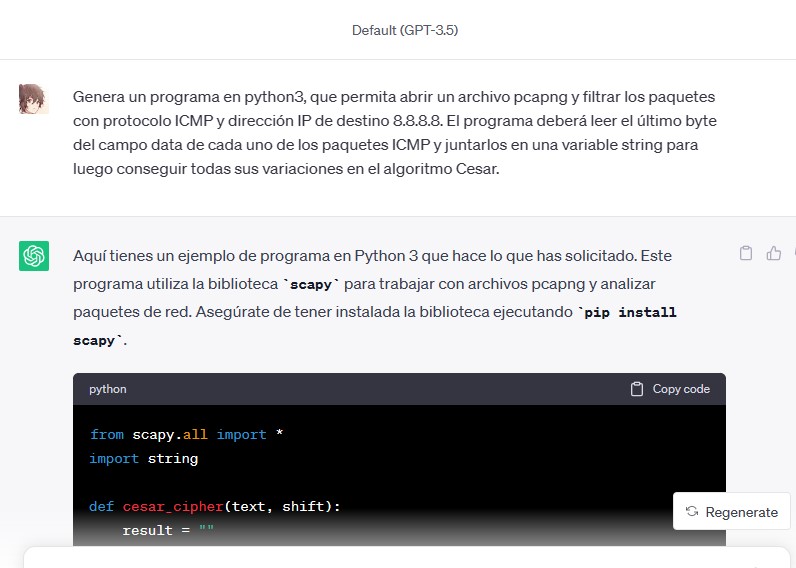 Default (GPT-3.5)
Genera un programa en python3, que permita abrir un archivo pcapng y filtrar los paquetes
con protocolo ICMP y dirección IP de destino 8.8.8.8. El programa deberá leer el último byte
del campo data de cada uno de los paquetes ICMP y juntarlos en una variable string para
luego conseguir todas sus variaciones en el algoritmo Cesar.
Aquí tienes un ejemplo de programa en Python 3 que hace lo que has solicitado. Este
programa utiliza la biblioteca `scapy` para trabajar con archivos pcapng y analizar
paquetes de red. Asegúrate de tener instalada la biblioteca ejecutando `pip install
scapy`.
python Copy code
from scapy.all import *
import string
def cesar_cipher(text, shift):
    result = ""
Regenerate